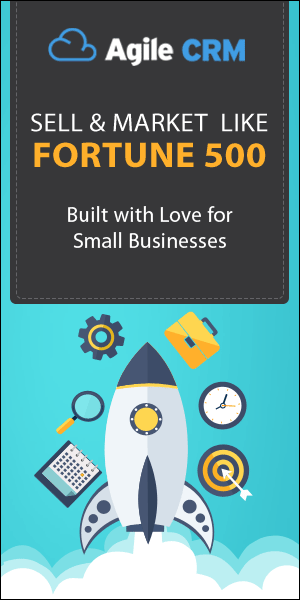 Agile CRM
SELL & MARKET LIKE
FORTUNE 500
Built with Love for
Small Businesses